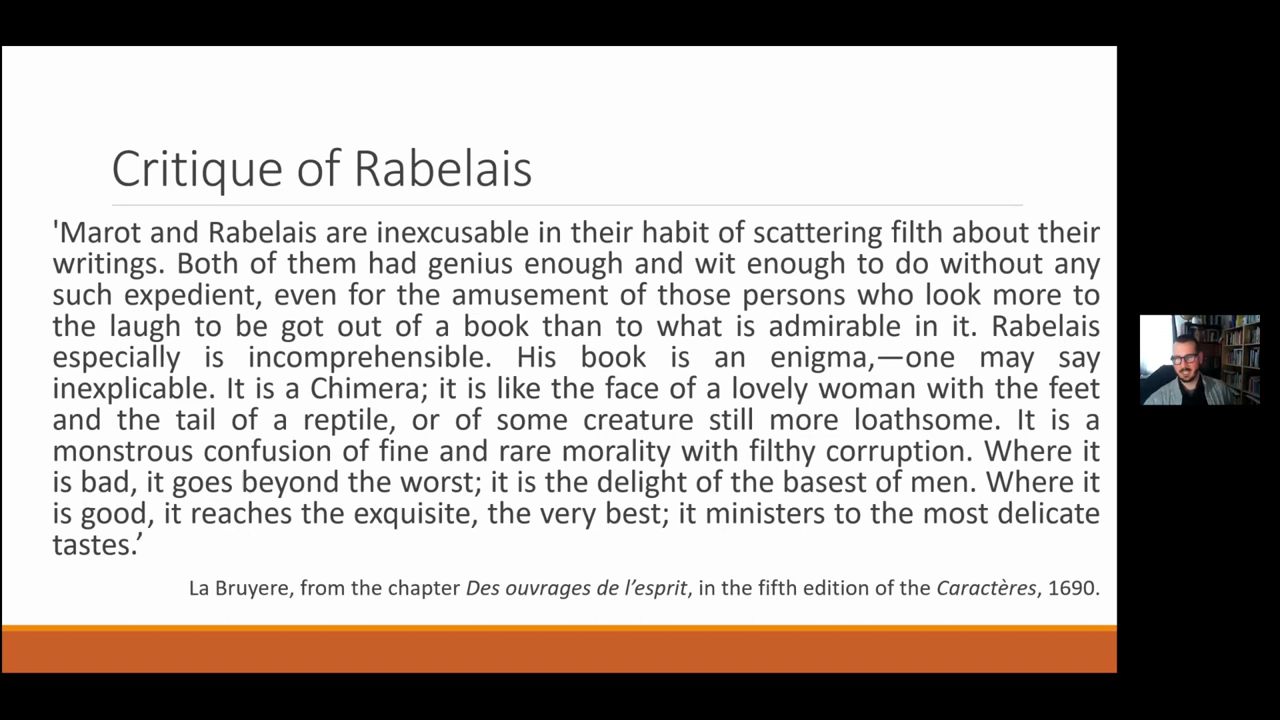 Critique of Rabelais
'Marot and Rabelais are inexcusable in their habit of scattering filth about their
writings. Both of them had genius enough and wit enough to do without any
such expedient, even for the amusement of those persons who look more to
the laugh to be got out of a book than to what is admirable in it. Rabelais
especially is incomprehensible. His book is an enigma,—one may say
inexplicable. It is a Chimera; it is like the face of a lovely woman with the feet
and the tail of a reptile, or of some creature still more loathsome. It is a
monstrous confusion of fine and rare morality with filthy corruption. Where it
is bad, it goes beyond the worst; it is the delight of the basest of men. Where it
is good, it reaches the exquisite, the very best; it ministers to the most delicate
tastes.’
La Bruyere, from the chapter Des ouvrages de l’esprit, in the fifth edition of the Caractères, 1690.